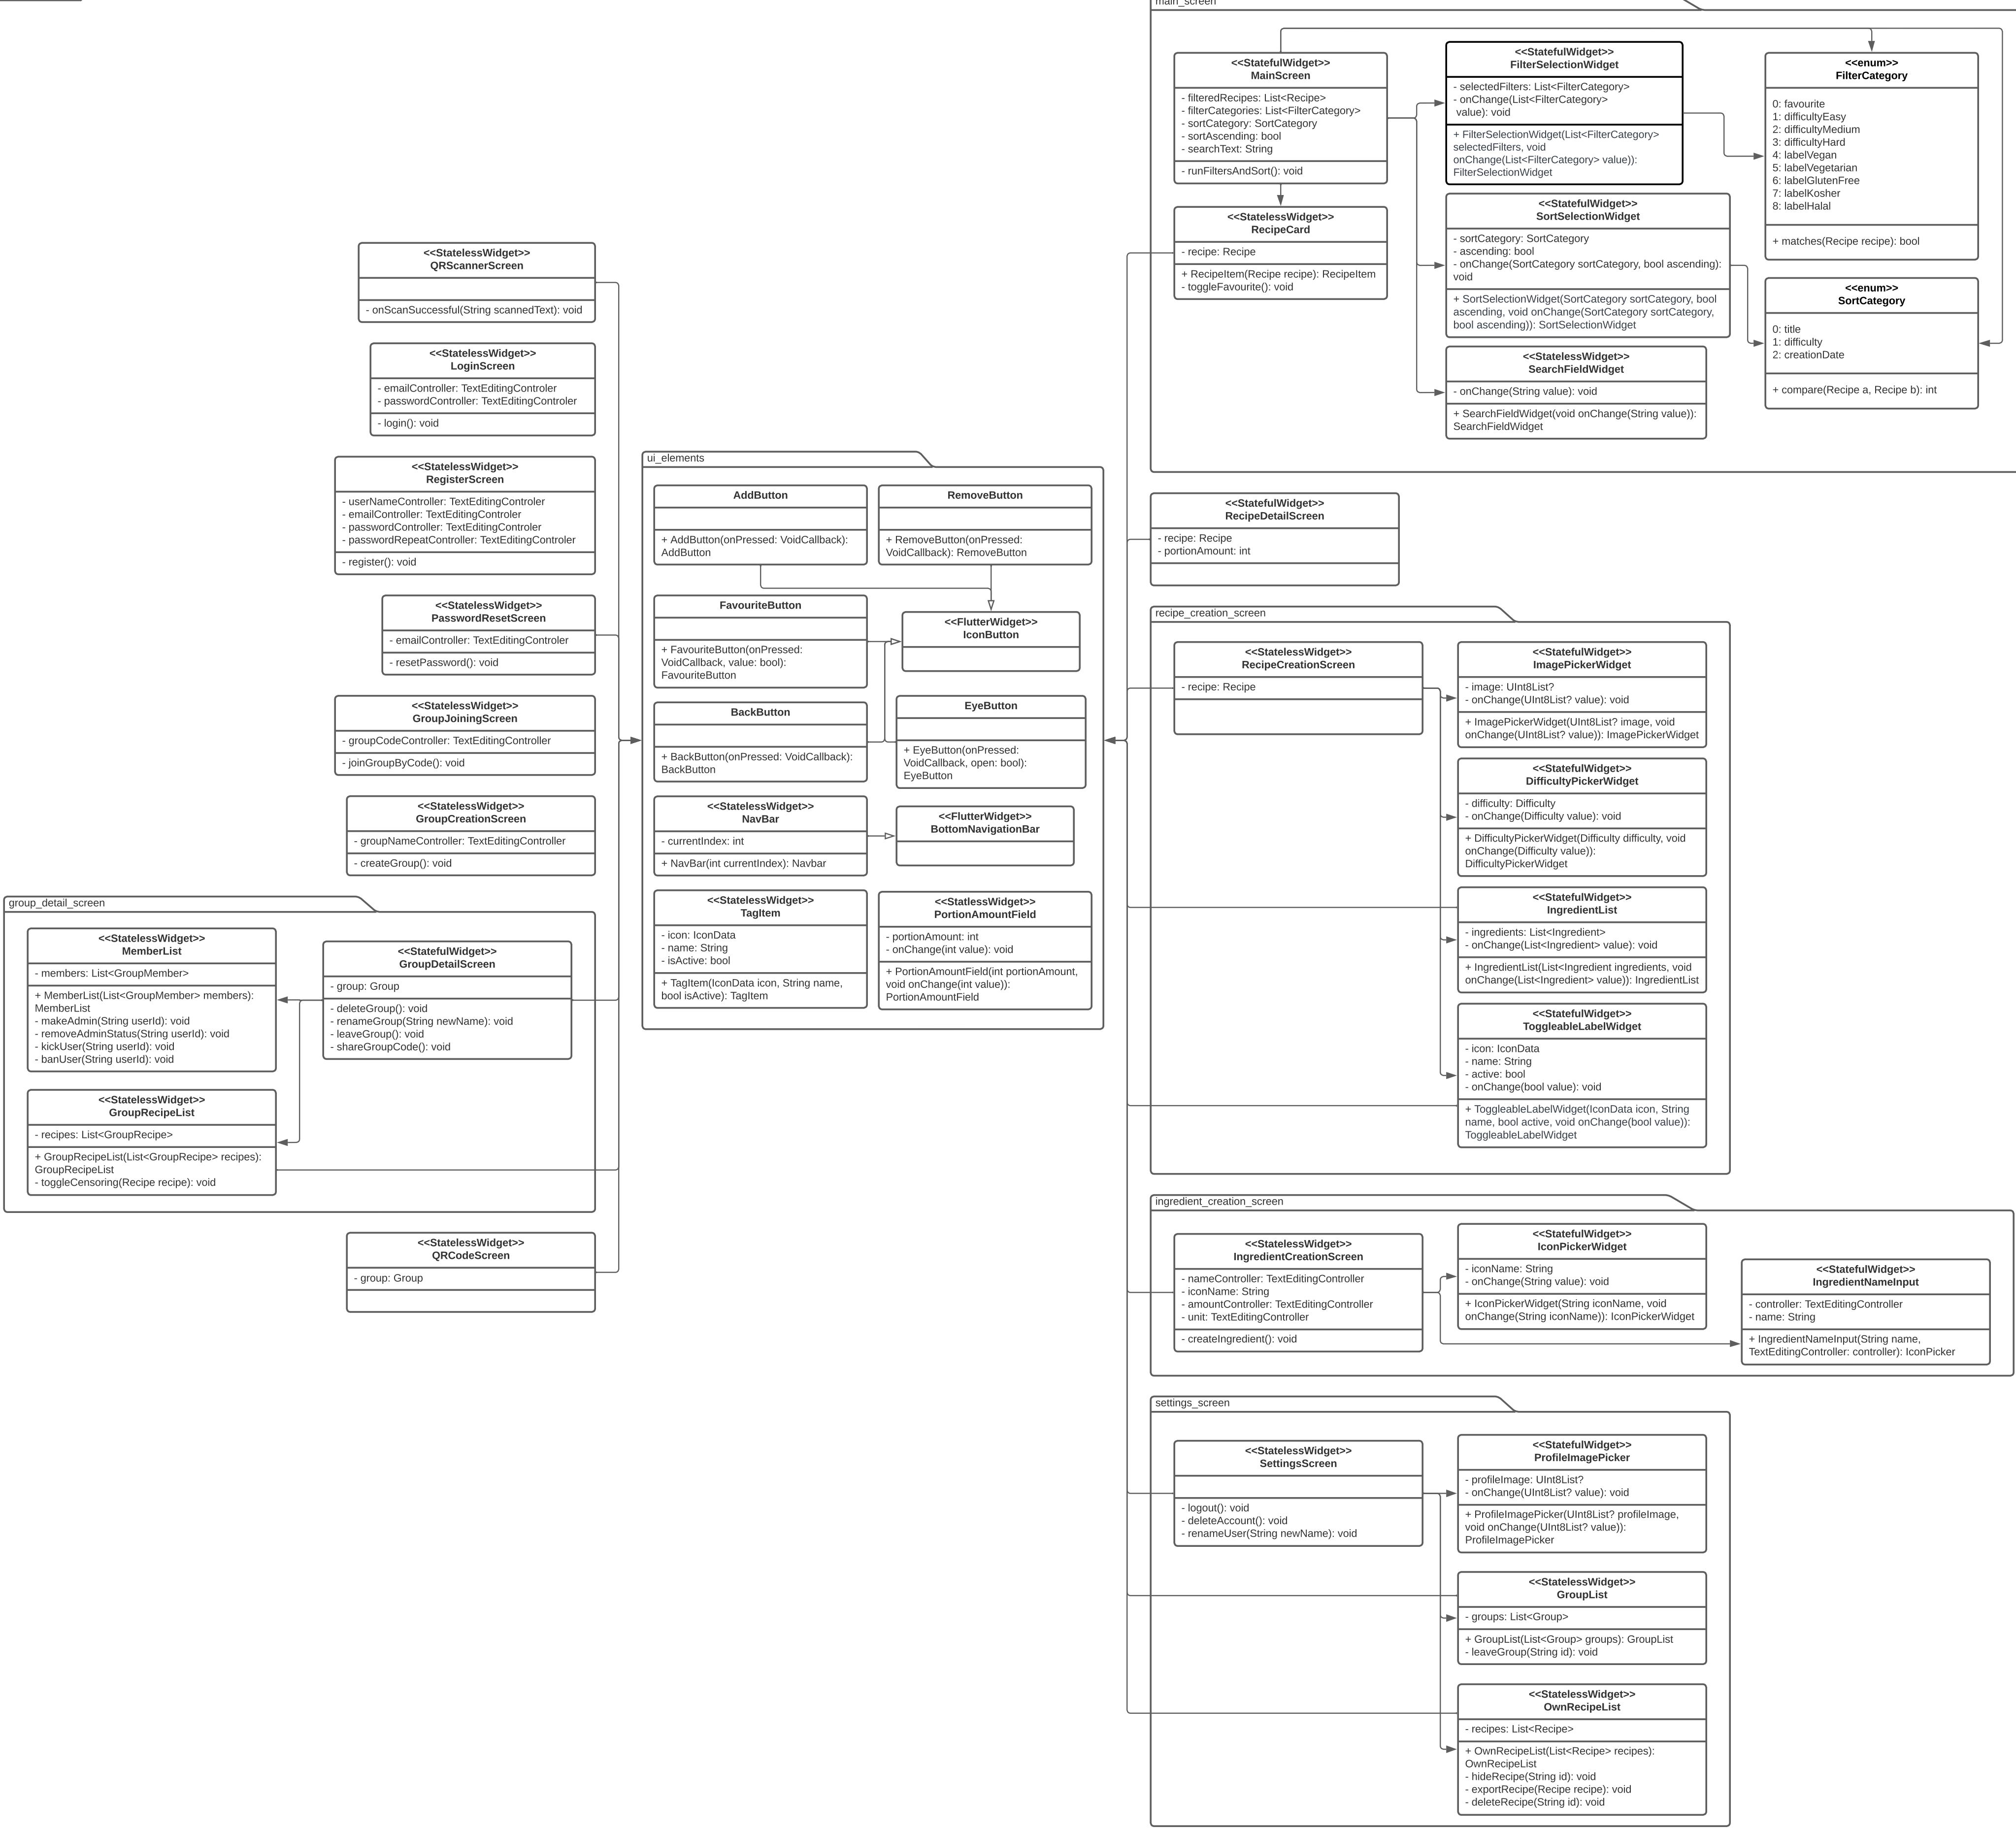 main_screen
<<StatefulWidget>>
MainScreen
- filteredRecipes: List<Recipe>
- filterCategories: List<FilterCategory>
- sortCategory: SortCategory
- sortAscending: bool
- searchText: String
- runFiltersAndSort(): void
<<StatefulWidget>>
FilterSelectionWidget
- selectedFilters: List<FilterCategory>
- onChange(List<FilterCategory>
value): void
+ FilterSelectionWidget(List<FilterCategory>
selectedFilters, void
onChange(List<FilterCategory> value)):
FilterSelectionWidget
<<enum>>
FilterCategory
0: favourite
1: difficultyEasy
2: difficultyMedium
3: difficultyHard
4: labelVegan
5: labelVegetarian
6: labelGlutenFree
7: labelKosher
8: labelHalal
+ matches(Recipe recipe): bool
<<StatelessWidget>>
RecipeCard
- recipe: Recipe
+ RecipeItem(Recipe recipe): RecipeItem
- toggleFavourite(): void
<<StatefulWidget>>
SortSelectionWidget
- sortCategory: SortCategory
- ascending: bool
- onChange(SortCategory sortCategory, bool ascending):
void
+ SortSelectionWidget(SortCategory sortCategory, bool
ascending, void onChange(SortCategory sortCategory,
bool ascending)): SortSelectionWidget
<<enum>>
SortCategory
0: title
1: difficulty
2: creationDate
+ compare(Recipe a, Recipe b): int
<<StatelessWidget>>
SearchFieldWidget
- onChange(String value): void
+ SearchFieldWidget(void onChange(String value)):
SearchFieldWidget
<<StatelessWidget>>
QRScannerScreen
- onScanSuccessful(String scannedText): void
<<StatelessWidget>>
LoginScreen
- emailController: TextEditingControler
- passwordController: TextEditingControler
- login(): void
<<StatelessWidget>>
RegisterScreen
- userNameController: TextEditingControler
- emailController: TextEditingControler
- passwordController: TextEditingControler
- passwordRepeatController: TextEditingControler
- register(): void
<<StatelessWidget>>
PasswordResetScreen
- emailController: TextEditingControler
- resetPassword(): void
<<StatelessWidget>>
GroupJoiningScreen
- groupCodeController: TextEditingController
- joinGroupByCode(): void
<<StatelessWidget>>
GroupCreationScreen
- groupNameController: TextEditingController
- createGroup(): void
group_detail_screen
<<StatelessWidget>>
MemberList
- members: List<GroupMember>
+ MemberList(List<GroupMember> members):
MemberList
- makeAdmin(String userId): void
- removeAdminStatus(String userId): void
- kickUser(String userId): void
- banUser(String userId): void
<<StatefulWidget>>
GroupDetailScreen
- group: Group
- deleteGroup(): void
- renameGroup(String newName): void
- leaveGroup(): void
- shareGroupCode(): void
<<StatelessWidget>>
GroupRecipeList
- recipes: List<GroupRecipe>
+ GroupRecipeList(List<GroupRecipe> recipes):
GroupRecipeList
- toggleCensoring(Recipe recipe): void
<<StatelessWidget>>
QRCodeScreen
- group: Group
ui_elements
AddButton
+ AddButton(onPressed: VoidCallback):
AddButton
RemoveButton
+ RemoveButton(onPressed:
VoidCallback): RemoveButton
FavouriteButton
+ FavouriteButton(onPressed:
VoidCallback, value: bool):
FavouriteButton
<<FlutterWidget>>
IconButton
BackButton
+ BackButton(onPressed: VoidCallback):
BackButton
EyeButton
+ EyeButton(onPressed:
VoidCallback, open: bool):
EyeButton
<<StatelessWidget>>
NavBar
- currentIndex: int
+ NavBar(int currentIndex): Navbar
<<FlutterWidget>>
BottomNavigationBar
<<StatelessWidget>>
TagItem
- icon: IconData
- name: String
- isActive: bool
+ TagItem(IconData icon, String name,
bool isActive): TagItem
<<StatlessWidget>>
PortionAmountField
- portionAmount: int
- onChange(int value): void
+ PortionAmountField(int portionAmount,
void onChange(int value)):
PortionAmountField
<<StatefulWidget>>
RecipeDetailScreen
- recipe: Recipe
- portionAmount: int
recipe_creation_screen
<<StatelessWidget>>
RecipeCreationScreen
- recipe: Recipe
<<StatefulWidget>>
ImagePickerWidget
- image: UInt8List?
- onChange(UInt8List? value): void
+ ImagePickerWidget(UInt8List? image, void
onChange(UInt8List? value)): ImagePickerWidget
<<StatefulWidget>>
DifficultyPickerWidget
- difficulty: Difficulty
- onChange(Difficulty value): void
+ DifficultyPickerWidget(Difficulty difficulty, void
onChange(Difficulty value)):
DifficultyPickerWidget
<<StatefulWidget>>
IngredientList
- ingredients: List<Ingredient>
- onChange(List<Ingredient> value): void
+ IngredientList(List<Ingredient ingredients, void
onChange(List<Ingredient> value)): IngredientList
<<StatefulWidget>>
ToggleableLabelWidget
- icon: IconData
- name: String
- active: bool
- onChange(bool value): void
+ ToggleableLabelWidget(IconData icon, String
name, bool active, void onChange(bool value)):
ToggleableLabelWidget
ingredient_creation_screen
<<StatelessWidget>>
IngredientCreationScreen
- nameController: TextEditingController
- iconName: String
- amountController: TextEditingController
- unit: TextEditingController
- createIngredient(): void
<<StatefulWidget>>
IconPickerWidget
- iconName: String
- onChange(String value): void
+ IconPickerWidget(String iconName, void
onChange(String iconName)): IconPickerWidget
<<StatefulWidget>>
IngredientNameInput
- controller: TextEditingController
- name: String
+ IngredientNameInput(String name,
TextEditingController: controller): IconPicker
settings_screen
<<StatelessWidget>>
SettingsScreen
- logout(): void
- deleteAccount(): void
- renameUser(String newName): void
<<StatefulWidget>>
ProfileImagePicker
- profileImage: UInt8List?
- onChange(UInt8List? value): void
+ ProfileImagePicker(UInt8List? profileImage,
void onChange(UInt8List? value)):
ProfileImagePicker
<<StatelessWidget>>
GroupList
- groups: List<Group>
+ GroupList(List<Group> groups): GroupList
- leaveGroup(String id): void
<<StatelessWidget>>
OwnRecipeList
- recipes: List<Recipe>
+ OwnRecipeList(List<Recipe> recipes):
OwnRecipeList
- hideRecipe(String id): void
- exportRecipe(Recipe recipe): void
- deleteRecipe(String id): void